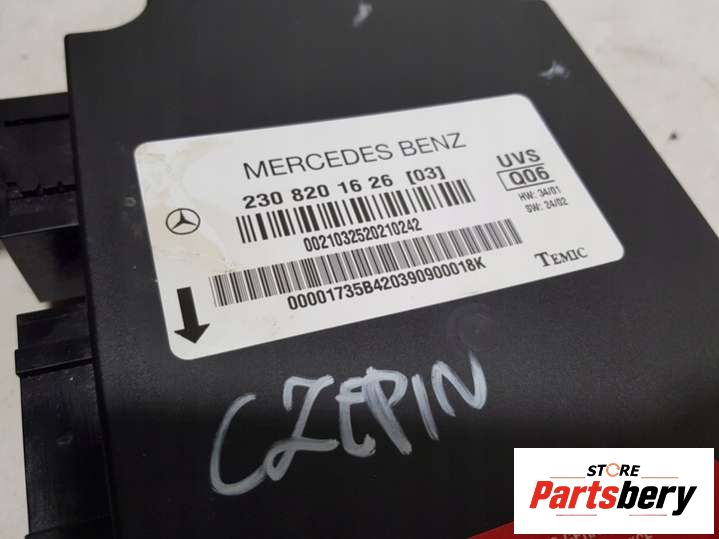 MERCEDES BENZ
230 820 16 26 [03]
0021032520210242
00001735B420390900018K
UVS
Q06
HW: 34/01
SW: 24/02
TEMIC
CZEPIN
STORE
Partsbery